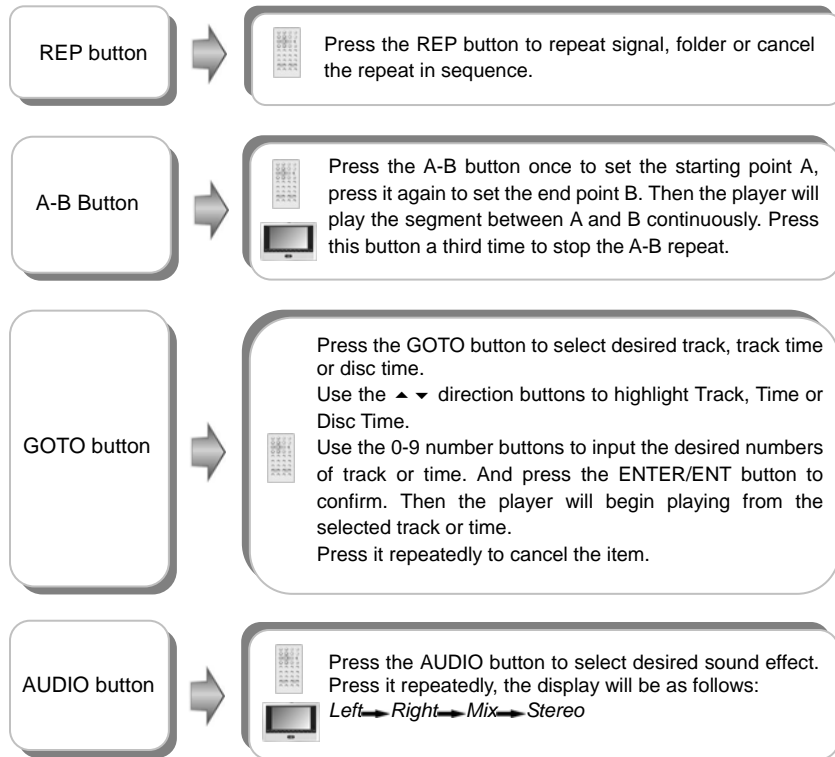 REP button
Press the REP button to repeat signal, folder or cancel
the repeat in sequence.
A-B Button
Press the A-B button once to set the starting point A,
press it again to set the end point B. Then the player will
play the segment between A and B continuously. Press
this button a third time to stop the A-B repeat.
GOTO button
Press the GOTO button to select desired track, track time
or disc time.
Use the ▲ ▼ direction buttons to highlight Track, Time or
Disc Time.
Use the 0-9 number buttons to input the desired numbers
of track or time. And press the ENTER/ENT button to
confirm. Then the player will begin playing from the
selected track or time.
Press it repeatedly to cancel the item.
AUDIO button
Press the AUDIO button to select desired sound effect.
Press it repeatedly, the display will be as follows:
Left→Right→Mix→Stereo